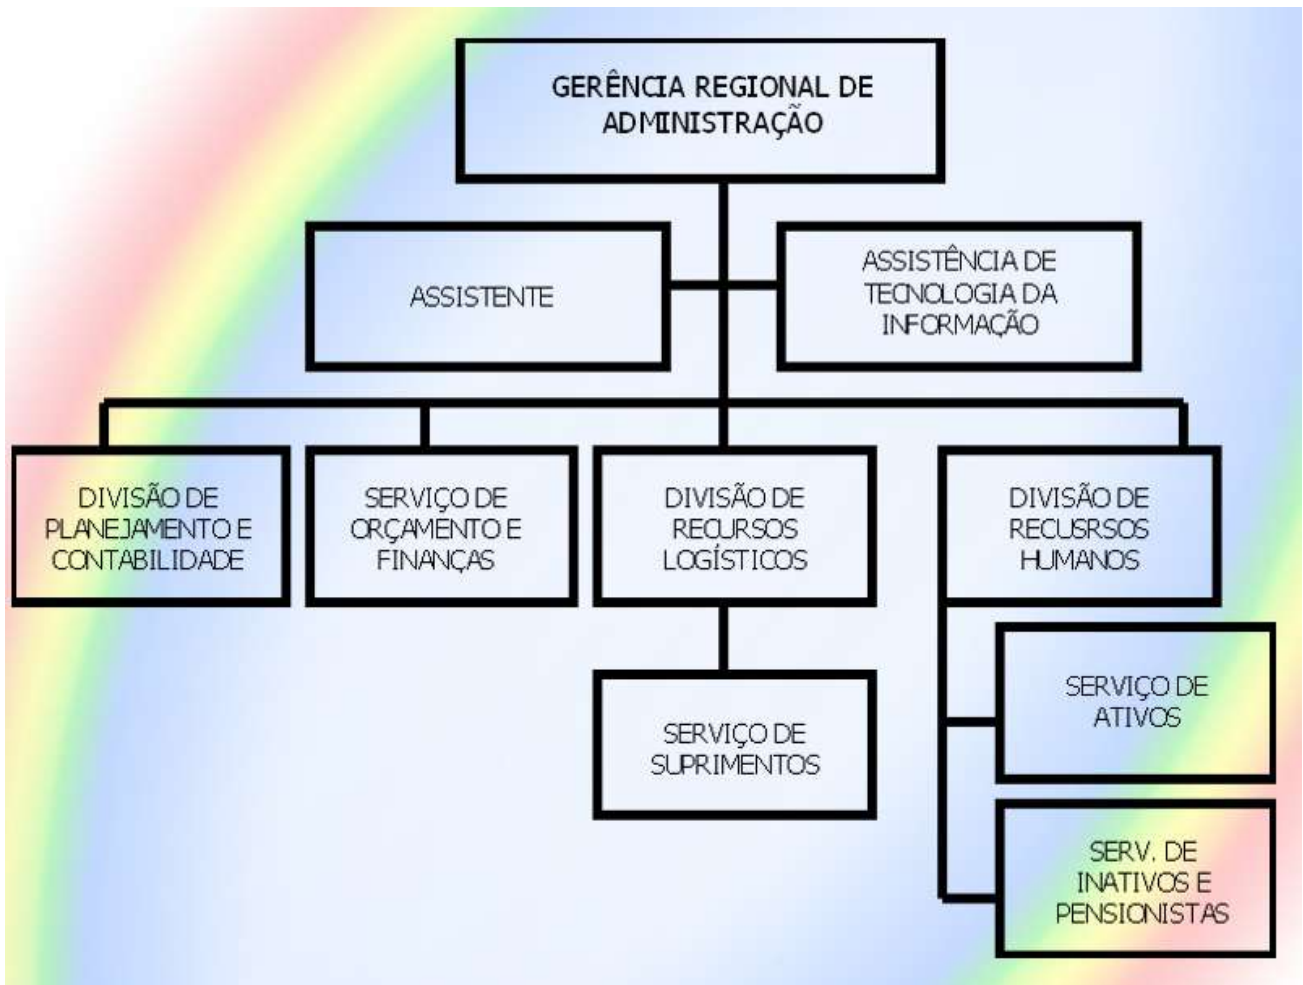 GERÊNCIA REGIONAL DE
ADMINISTRAÇÃO
ASSISTENTE
ASSISTÊNCIA DE
TECNOLOGIA DA
INFORMAÇÃO
DIVISÃO DE
PLANEJAMENTO E
CONTABILIDADE
SERVIÇO DE
ORÇAMENTO E
FINANÇAS
DIVISÃO DE
RECURSOS
LOGÍSTICOS
DIVISÃO DE
RECUSRSOS
HUMANOS
SERVIÇO DE
SUPRIMENTOS
SERVIÇO DE
ATIVOS
SERV. DE
INATIVOS E
PENSIONISTAS